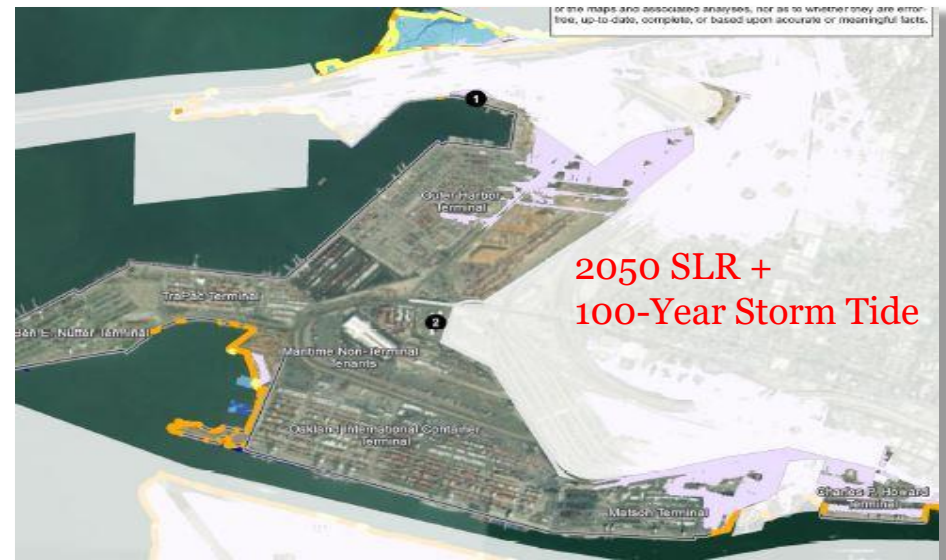 or the maps and associated analyses, nor as to whether they are error-
free, up-to-date, complete, or based upon accurate or meaningful facts.
1
Outer Harbor
Terminal
2050 SLR +
100-Year Storm Tide
TraPac Terminal
Ben E. Nutter Terminal
2
Maritime Non-Terminal
Tenants
Oakland International Container
Terminal
Charles P. Howard
Terminal
Matson Terminal